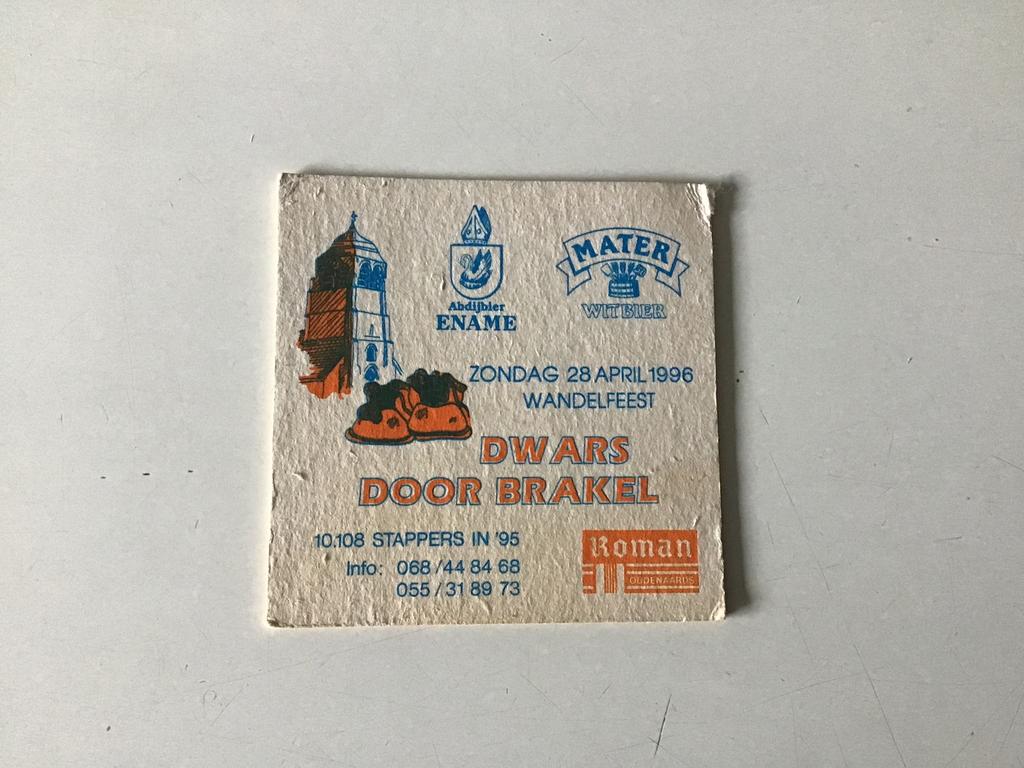 Abdijbier
ENAME
MATER
WITBIER
ZONDAG 28 APRIL 1996
WANDELFEEST
DWARS
DOOR BRAKEL
10.108 STAPPERS IN '95
Info: 068/44 84 68
055/31 89 73
Roman
OUDENAARDS